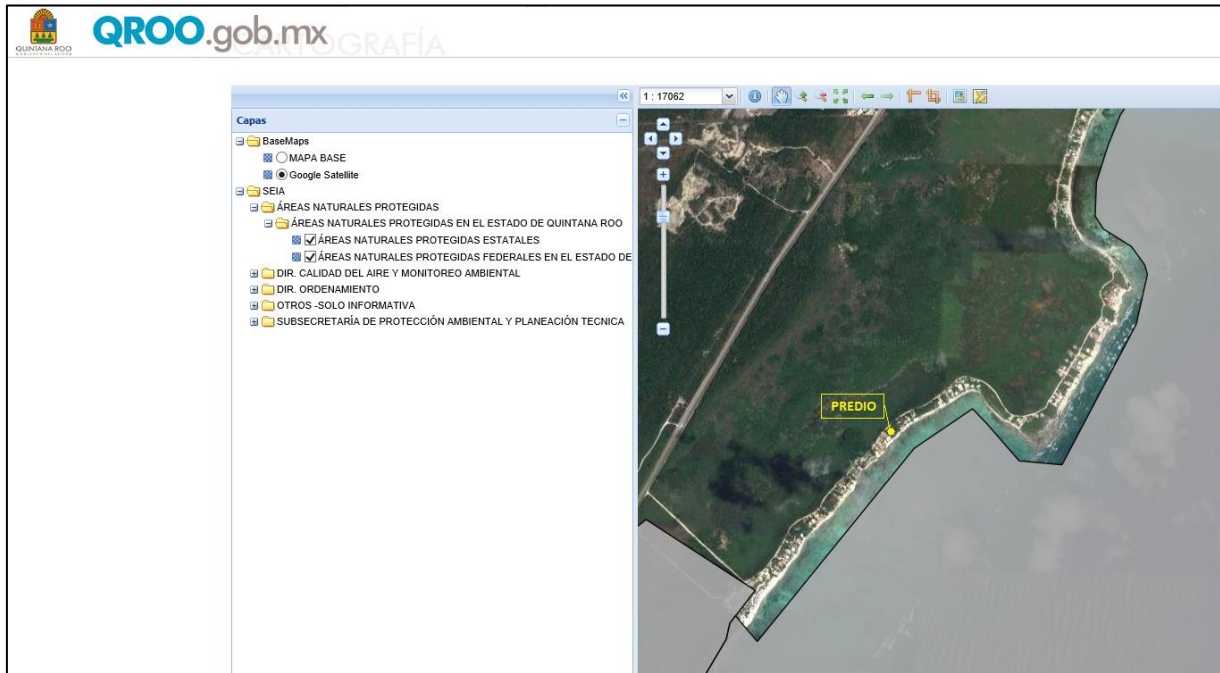 QROO.gob.mx
CARTOGRAFÍA
QUINTANA ROO
1 : 17062
Capas
BaseMaps
MAPA BASE
Google Satellite
SEIA
ÁREAS NATURALES PROTEGIDAS
ÁREAS NATURALES PROTEGIDAS EN EL ESTADO DE QUINTANA ROO
ÁREAS NATURALES PROTEGIDAS ESTATALES
ÁREAS NATURALES PROTEGIDAS FEDERALES EN EL ESTADO DE
DIR. CALIDAD DEL AIRE Y MONITOREO AMBIENTAL
DIR. ORDENAMIENTO
OTROS -SOLO INFORMATIVA
SUBSECRETARÍA DE PROTECCIÓN AMBIENTAL Y PLANEACIÓN TECNICA
PREDIO